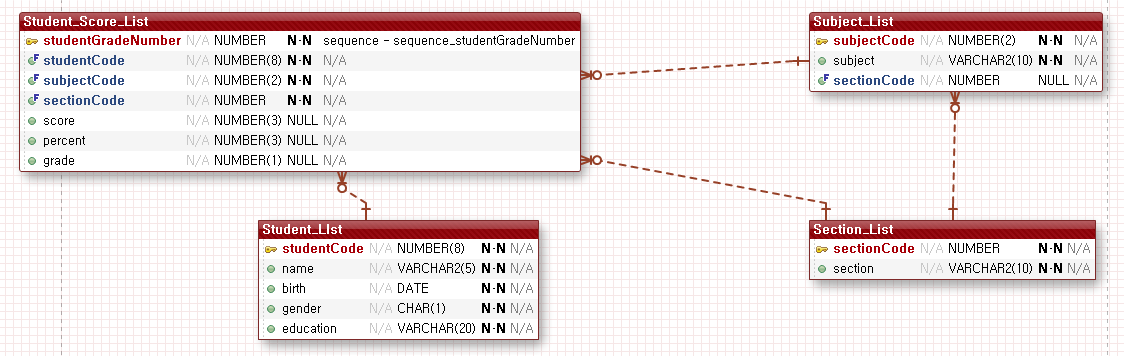 Student_Score_List
studentGradeNumber N/A NUMBER N-N sequence - sequence_studentGradeNumber
studentCode N/A NUMBER(8) N-N N/A
subjectCode N/A NUMBER(2) N-N N/A
sectionCode N/A NUMBER N-N N/A
score N/A NUMBER(3) NULL N/A
percent N/A NUMBER(3) NULL N/A
grade N/A NUMBER(1) NULL N/A
Subject_List
subjectCode N/A NUMBER(2) N-N N/A
subject N/A VARCHAR2(10) N-N N/A
sectionCode N/A NUMBER NULL N/A
Student_LIst
studentCode N/A NUMBER(8) N-N N/A
name N/A VARCHAR2(5) N-N N/A
birth N/A DATE N-N N/A
gender N/A CHAR(1) N-N N/A
education N/A VARCHAR(20) N-N N/A
Section_List
sectionCode N/A NUMBER N-N N/A
section N/A VARCHAR2(10) N-N N/A